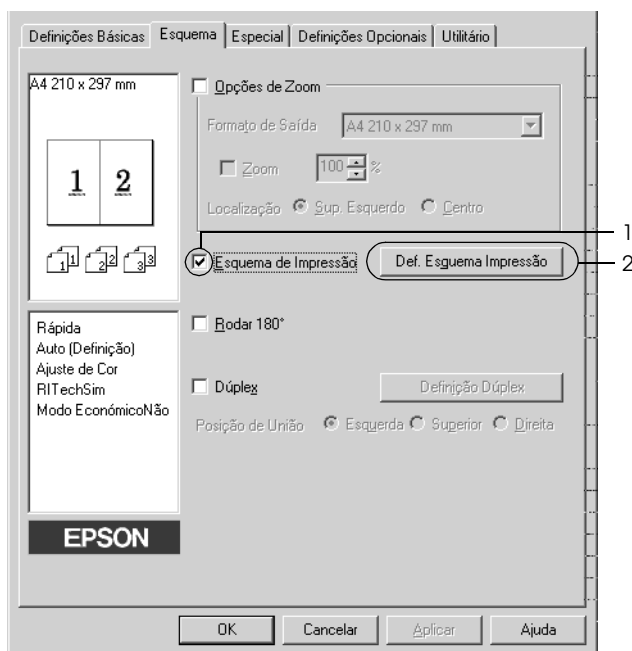 Definições Básicas Esquema Especial Definições Opcionais Utilitário
A4 210 x 297 mm
1 2
1 1 2 2 3 3
Opções de Zoom
Formato de Saída A4 210 x 297 mm
Zoom 100 %
Localização Sup. Esquerdo Centro
1
Esquema de Impressão Def. Esquema Impressão 2
Rodar 180°
Dúplex Definição Dúplex
Posição de União Esquerda Superior Direita
Rápida
Auto (Definição)
Ajuste de Cor
RITechSim
Modo EconómicoNão
EPSON
OK Cancelar Aplicar Ajuda